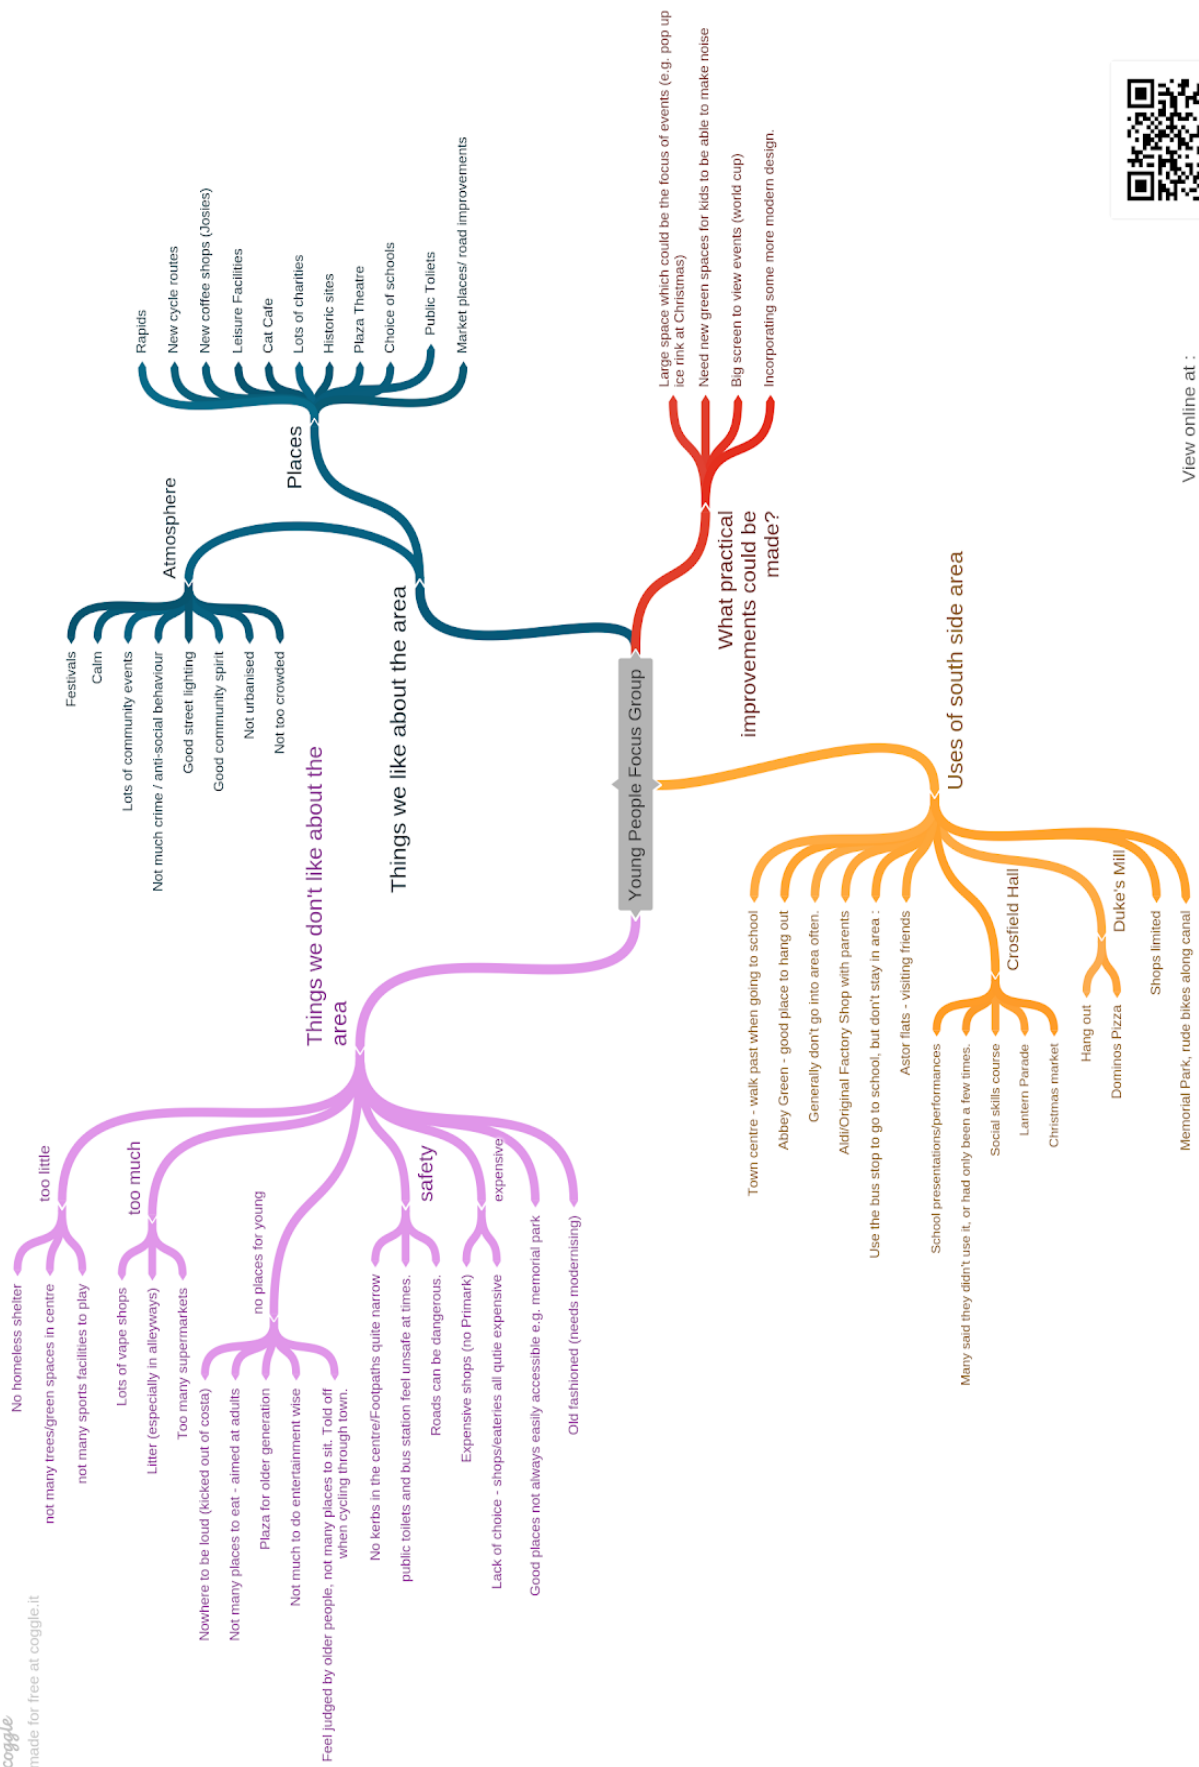 coggle
made for free at coggle.it
Young People Focus Group
Things we like about the area
Atmosphere
Festivals
Calm
Lots of community events
Not much crime / anti-social behaviour
Good street lighting
Good community spirit
Not urbanised
Not too crowded
Places
Rapids
New cycle routes
New coffee shops (Josies)
Leisure Facilities
Cat Cafe
Lots of charities
Historic sites
Plaza Theatre
Choice of schools
Public Toliets
Market places/ road improvements
What practical
improvements could be
made?
Large space which could be the focus of events (e.g. pop up
ice rink at Christmas)
Need new green spaces for kids to be able to make noise
Big screen to view events (world cup)
Incorporating some more modern design.
Things we don't like about the
area
too little
No homeless shelter
not many trees/green spaces in centre
not many sports facilities to play
too much
Lots of vape shops
Litter (especially in alleyways)
Too many supermarkets
no places for young
Nowhere to be loud (kicked out of costa)
Not many places to eat - aimed at adults
Plaza for older generation
Not much to do entertainment wise
Feel judged by older people, not many places to sit. Told off
when cycling through town.
safety
No kerbs in the centre/Footpaths quite narrow
public toilets and bus station feel unsafe at times.
Roads can be dangerous.
expensive
Expensive shops (no Primark)
Lack of choice - shops/eateries all qutie expensive
Good places not always easily accessible e.g. memorial park
Old fashioned (needs modernising)
Uses of south side area
Town centre - walk past when going to school
Abbey Green - good place to hang out
Generally don't go into area often.
Aldi/Original Factory Shop with parents
Use the bus stop to go to school, but don't stay in area :
Astor flats - visiting friends
Crosfield Hall
School presentations/performances
Many said they didn't use it, or had only been a few times.
Social skills course
Lantern Parade
Christmas market
Duke's Mill
Hang out
Dominos Pizza
Shops limited
Memorial Park, rude bikes along canal
View online at :